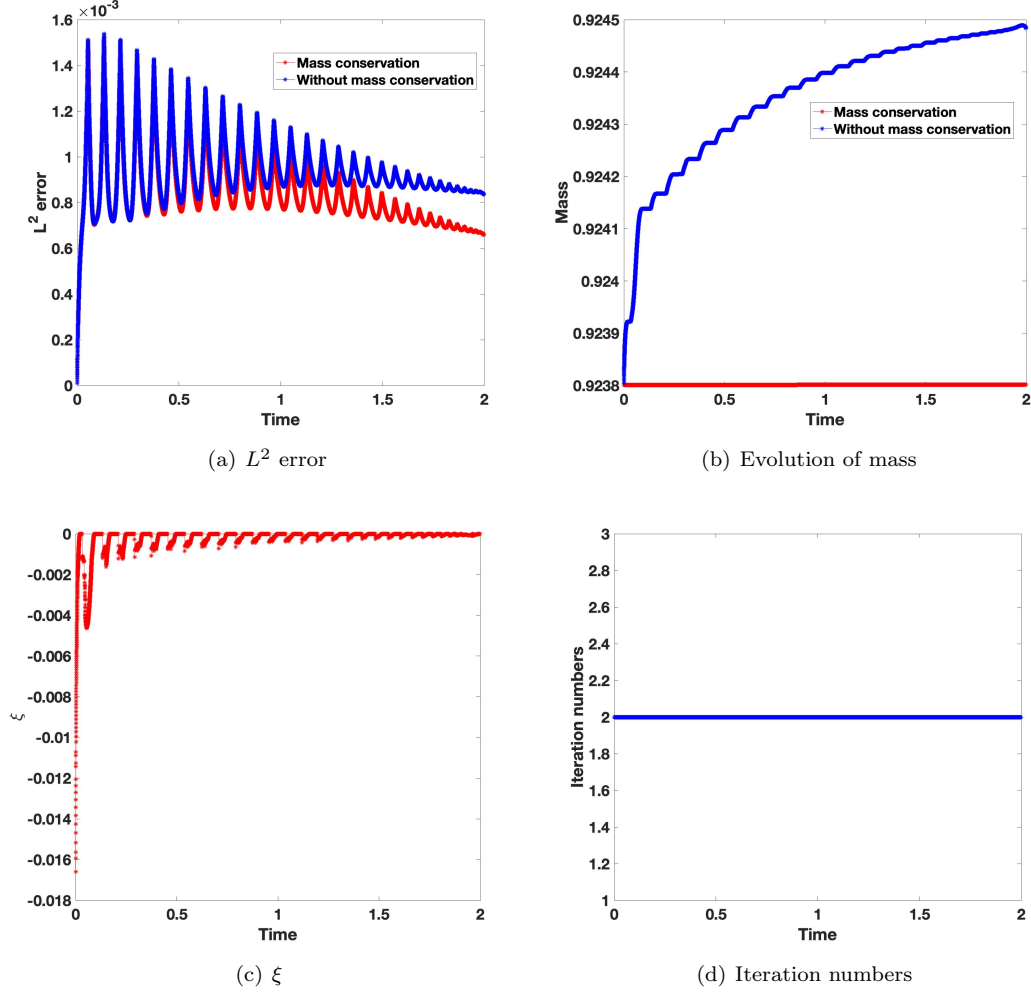 ×10⁻³
1.6
1.4
1.2
1
0.8
0.6
0.4
0.2
0
L² error
Mass conservation
Without mass conservation
0 0.5 1 1.5 2
Time
(a) L² error
0.9245
0.9244
0.9243
0.9242
0.9241
0.924
0.9239
0.9238
Mass
Mass conservation
Without mass conservation
0 0.5 1 1.5 2
Time
(b) Evolution of mass
0
-0.002
-0.004
-0.006
-0.008
-0.01
-0.012
-0.014
-0.016
-0.018
ξ
0 0.5 1 1.5 2
Time
(c) ξ
3
2.8
2.6
2.4
2.2
2
1.8
1.6
1.4
1.2
1
Iteration numbers
0 0.5 1 1.5 2
Time
(d) Iteration numbers